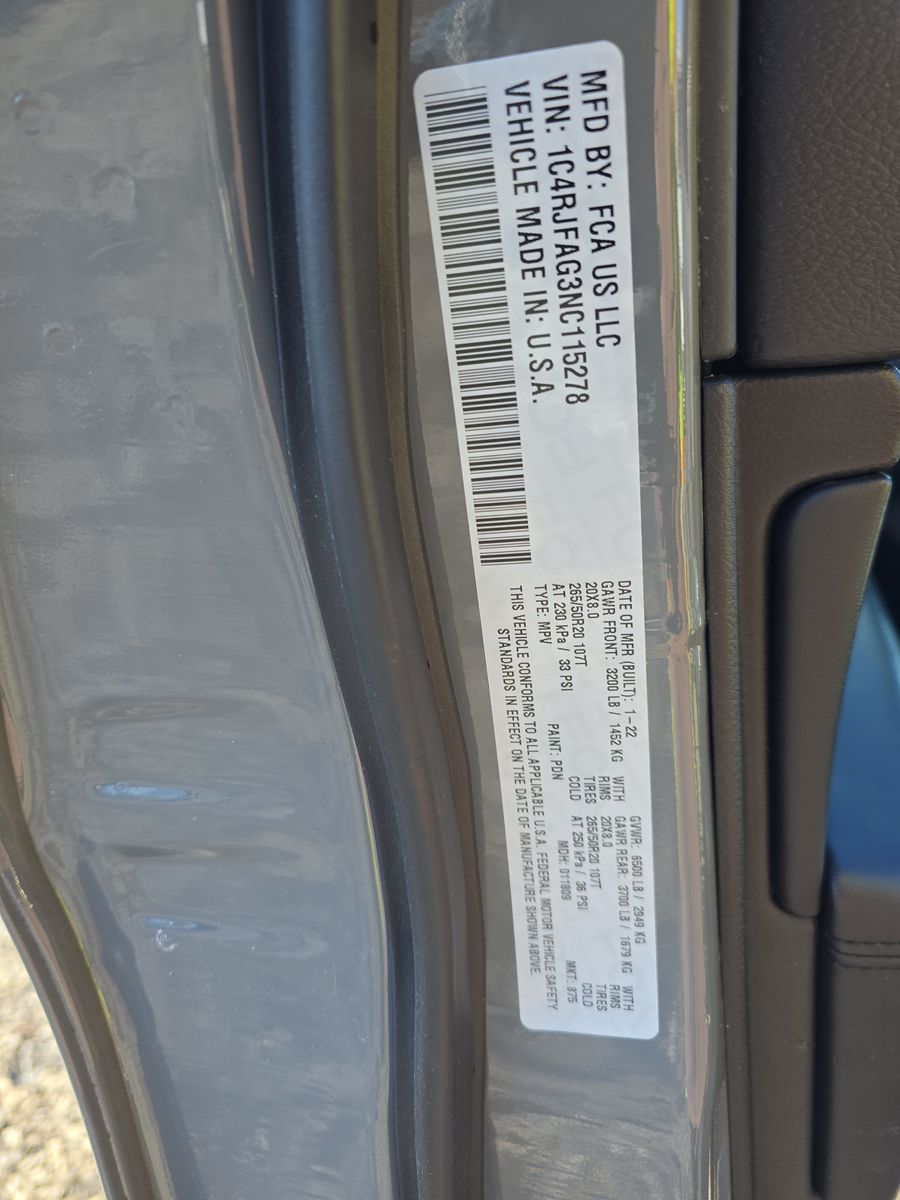 MFD BY: FCA US LLC
VIN: 1C4RJFAG3NC115278
VEHICLE MADE IN: U.S.A.
DATE OF MFR (BUILT): 1-22 GVWR: 6500 LB / 2949 KG
GAWR FRONT: 3200 LB / 1452 KG WITH GAWR REAR: 3700 LB / 1679 KG WITH
20X8.0 RIMS 20X8.0 RIMS
265/50R20 107T TIRES 265/50R20 107T TIRES
AT 230 kPa / 33 PSI COLD AT 250 kPa / 36 PSI COLD
TYPE: MPV PAINT: PDN MDH: 011809 MKT: 875
THIS VEHICLE CONFORMS TO ALL APPLICABLE U.S.A. FEDERAL MOTOR VEHICLE SAFETY
STANDARDS IN EFFECT ON THE DATE OF MANUFACTURE SHOWN ABOVE.